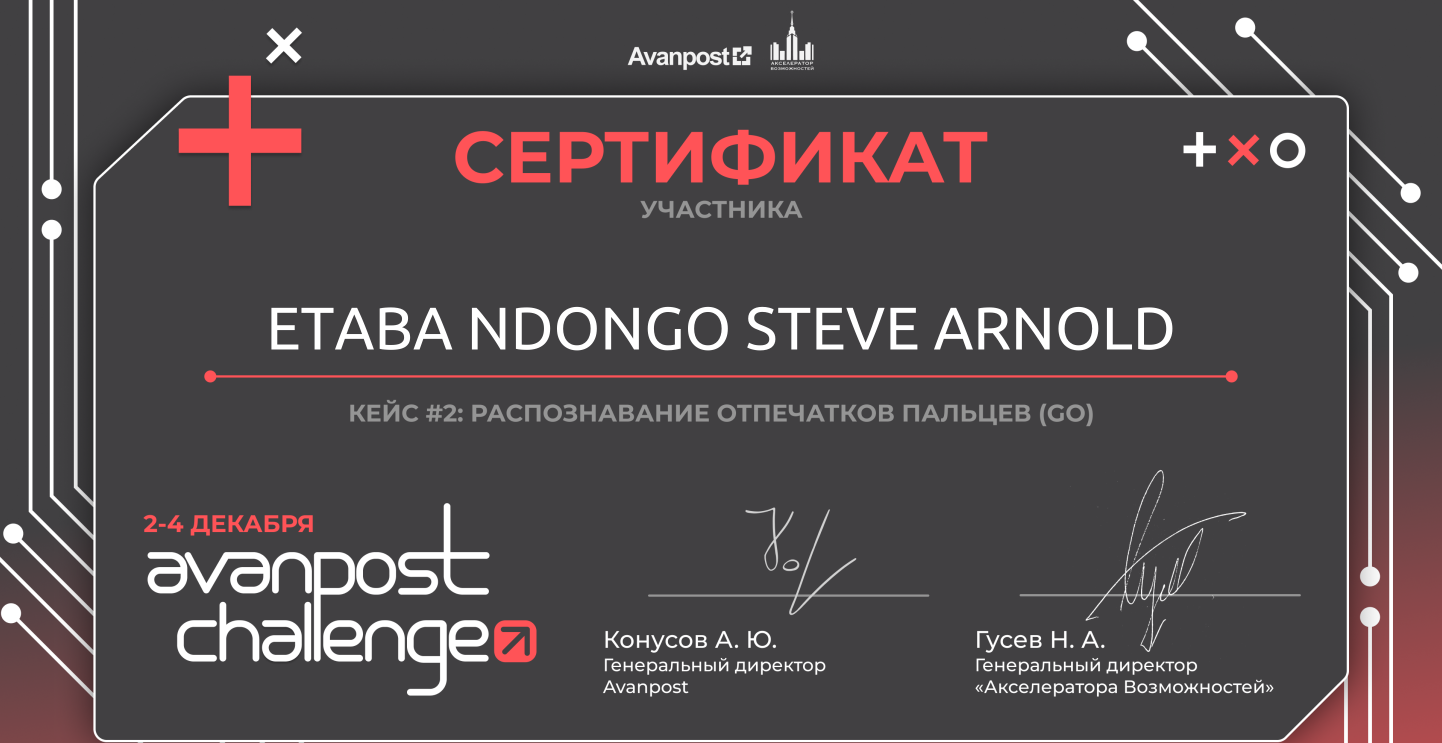 Avanpost
АКСЕЛЕРАТОР
ВОЗМОЖНОСТЕЙ
СЕРТИФИКАТ
УЧАСТНИКА
ETABA NDONGO STEVE ARNOLD
КЕЙС #2: РАСПОЗНАВАНИЕ ОТПЕЧАТКОВ ПАЛЬЦЕВ (GO)
2-4 ДЕКАБРЯ
avanpost
challenge
Конусов А. Ю.
Генеральный директор
Avanpost
Гусев Н. А.
Генеральный директор
«Акселератора Возможностей»